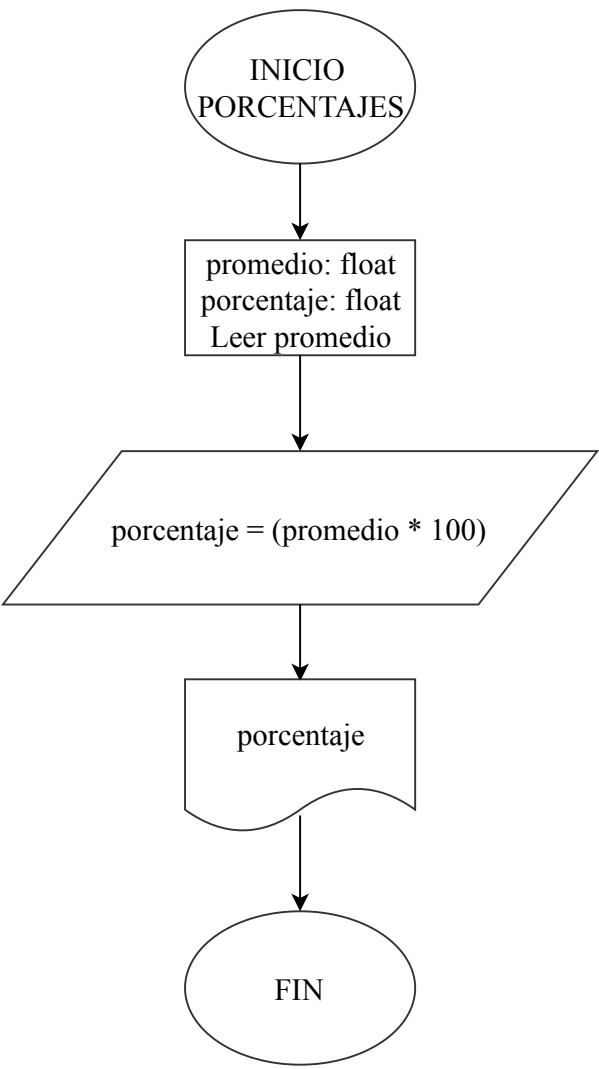 INICIO
PORCENTAJES
promedio: float
porcentaje: float
Leer promedio
porcentaje = (promedio * 100)
porcentaje
FIN